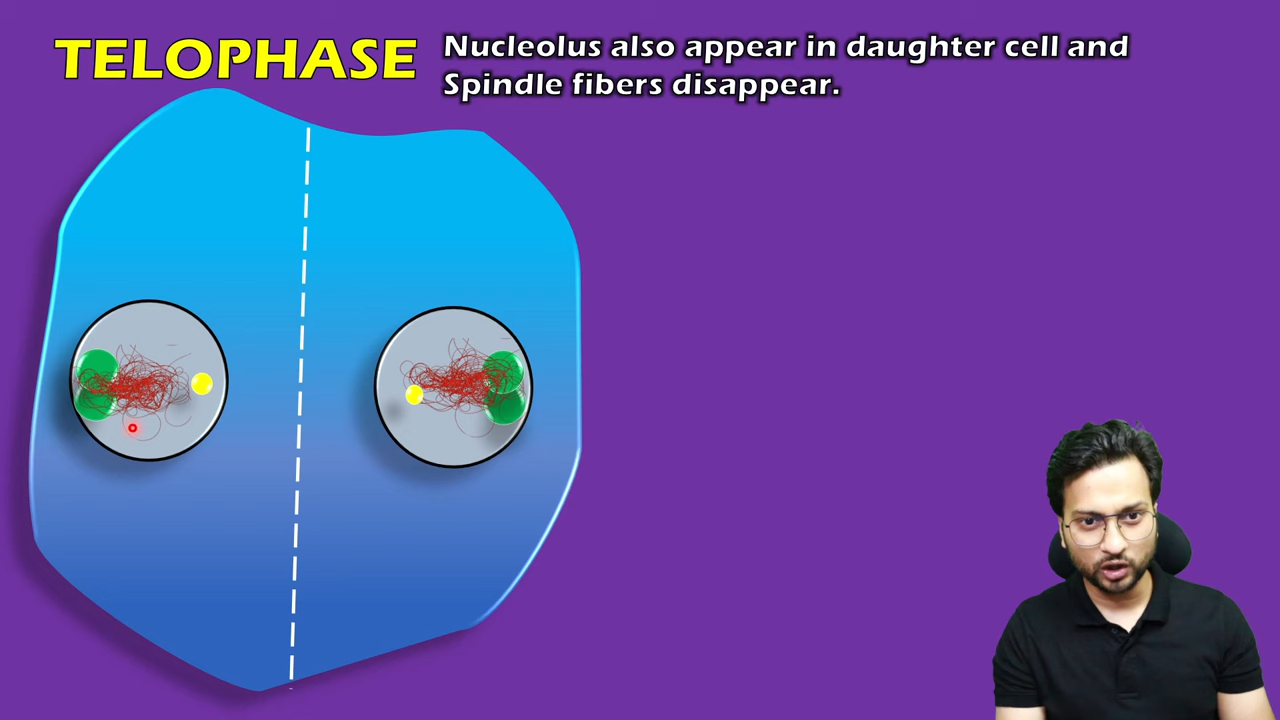 TELOPHASE
Nucleolus also appear in daughter cell and
Spindle fibers disappear.